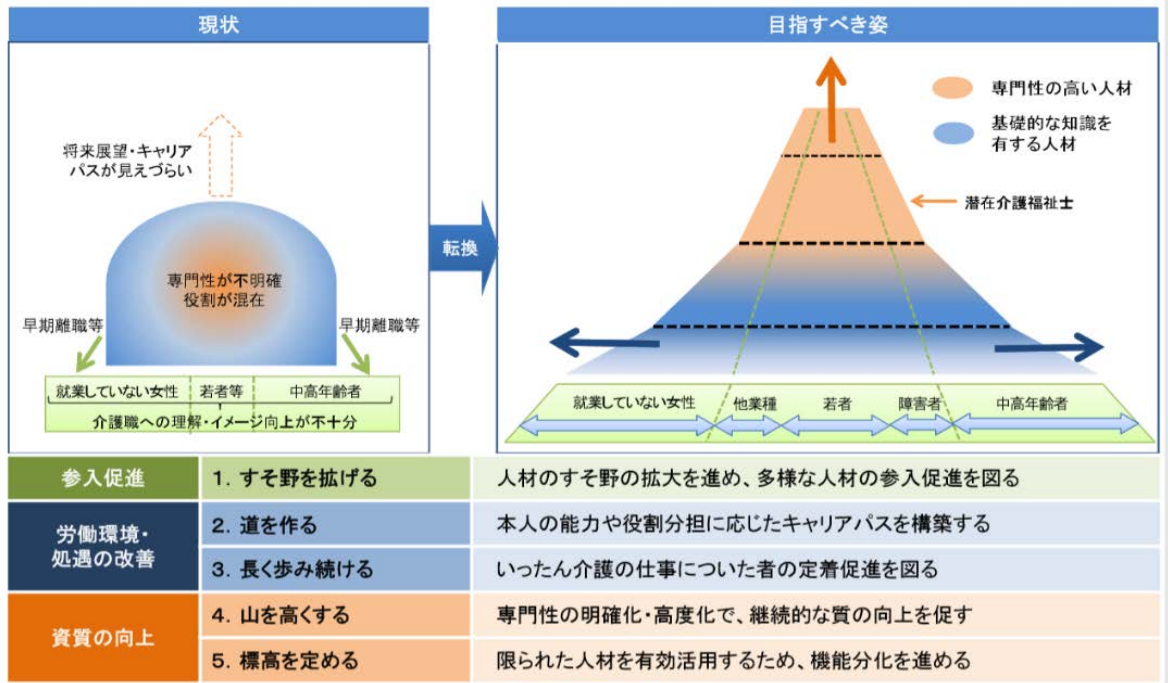 現状
将来展望・キャリア
パスが見えづらい
専門性が不明確
役割が混在
早期離職等
早期離職等
就業していない女性
若者等
中高年齢者
介護職への理解・イメージ向上が不十分
転換
目指すべき姿
専門性の高い人材
基礎的な知識を
有する人材
潜在介護福祉士
就業していない女性
他業種
若者
障害者
中高年齢者
参入促進
1. すそ野を拡げる
人材のすそ野の拡大を進め、多様な人材の参入促進を図る
労働環境・
処遇の改善
2. 道を作る
本人の能力や役割分担に応じたキャリアパスを構築する
3. 長く歩み続ける
いったん介護の仕事についた者の定着促進を図る
資質の向上
4. 山を高くする
専門性の明確化・高度化で、継続的な質の向上を促す
5. 標高を定める
限られた人材を有効活用するため、機能分化を進める